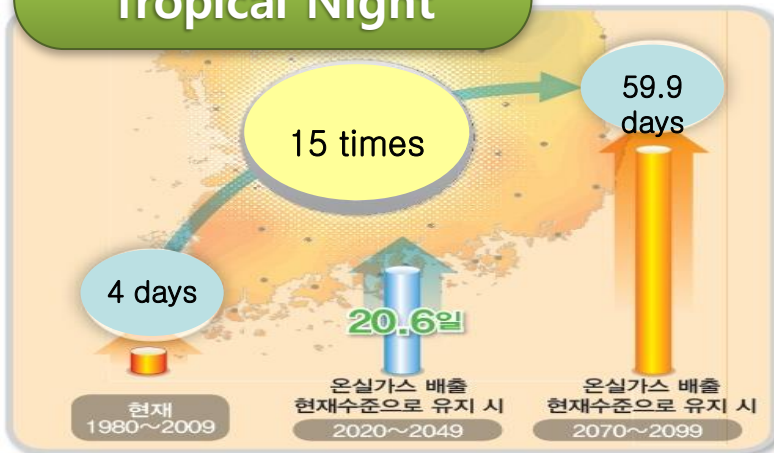 Tropical Night
59.9
days
15 times
4 days
20.6일
온실가스 배출
현재수준으로 유지 시
2020~2049
온실가스 배출
현재수준으로 유지 시
2070~2099
현재
1980~2009